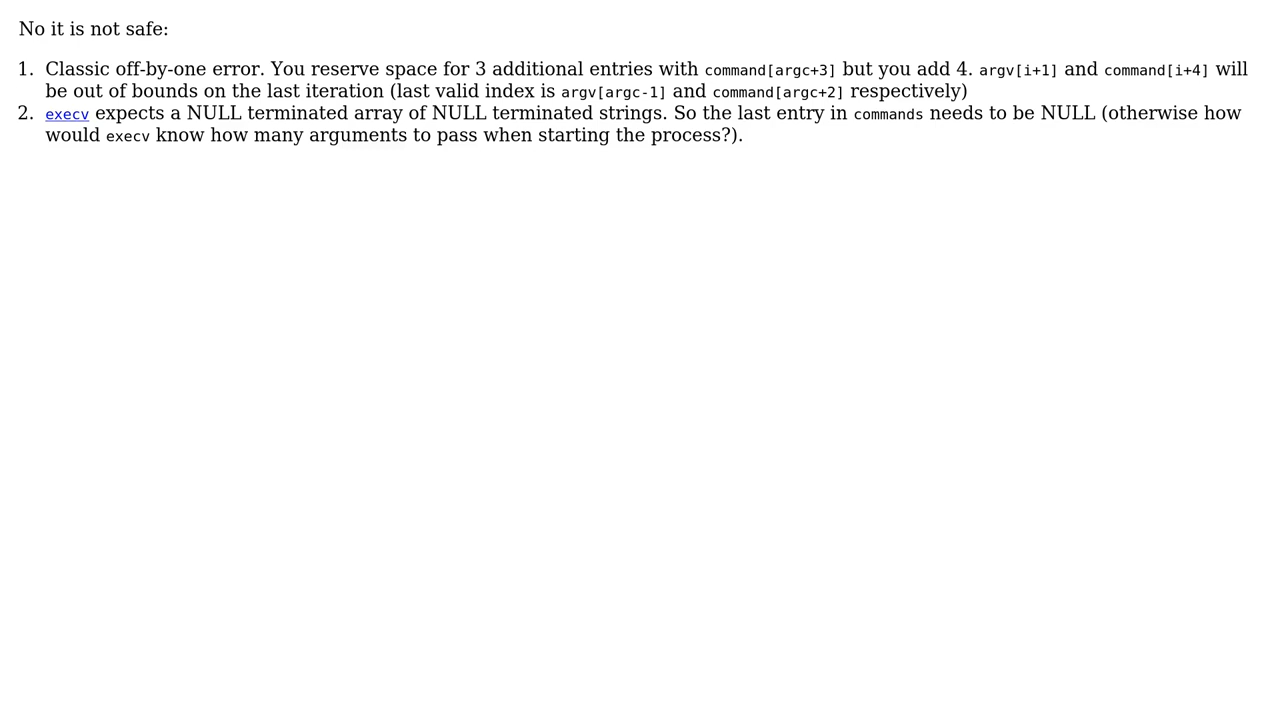 No it is not safe:
1. Classic off-by-one error. You reserve space for 3 additional entries with command[argc+3] but you add 4. argv[i+1] and command[i+4] will
be out of bounds on the last iteration (last valid index is argv[argc-1] and command[argc+2] respectively)
2. execv expects a NULL terminated array of NULL terminated strings. So the last entry in commands needs to be NULL (otherwise how
would execv know how many arguments to pass when starting the process?).